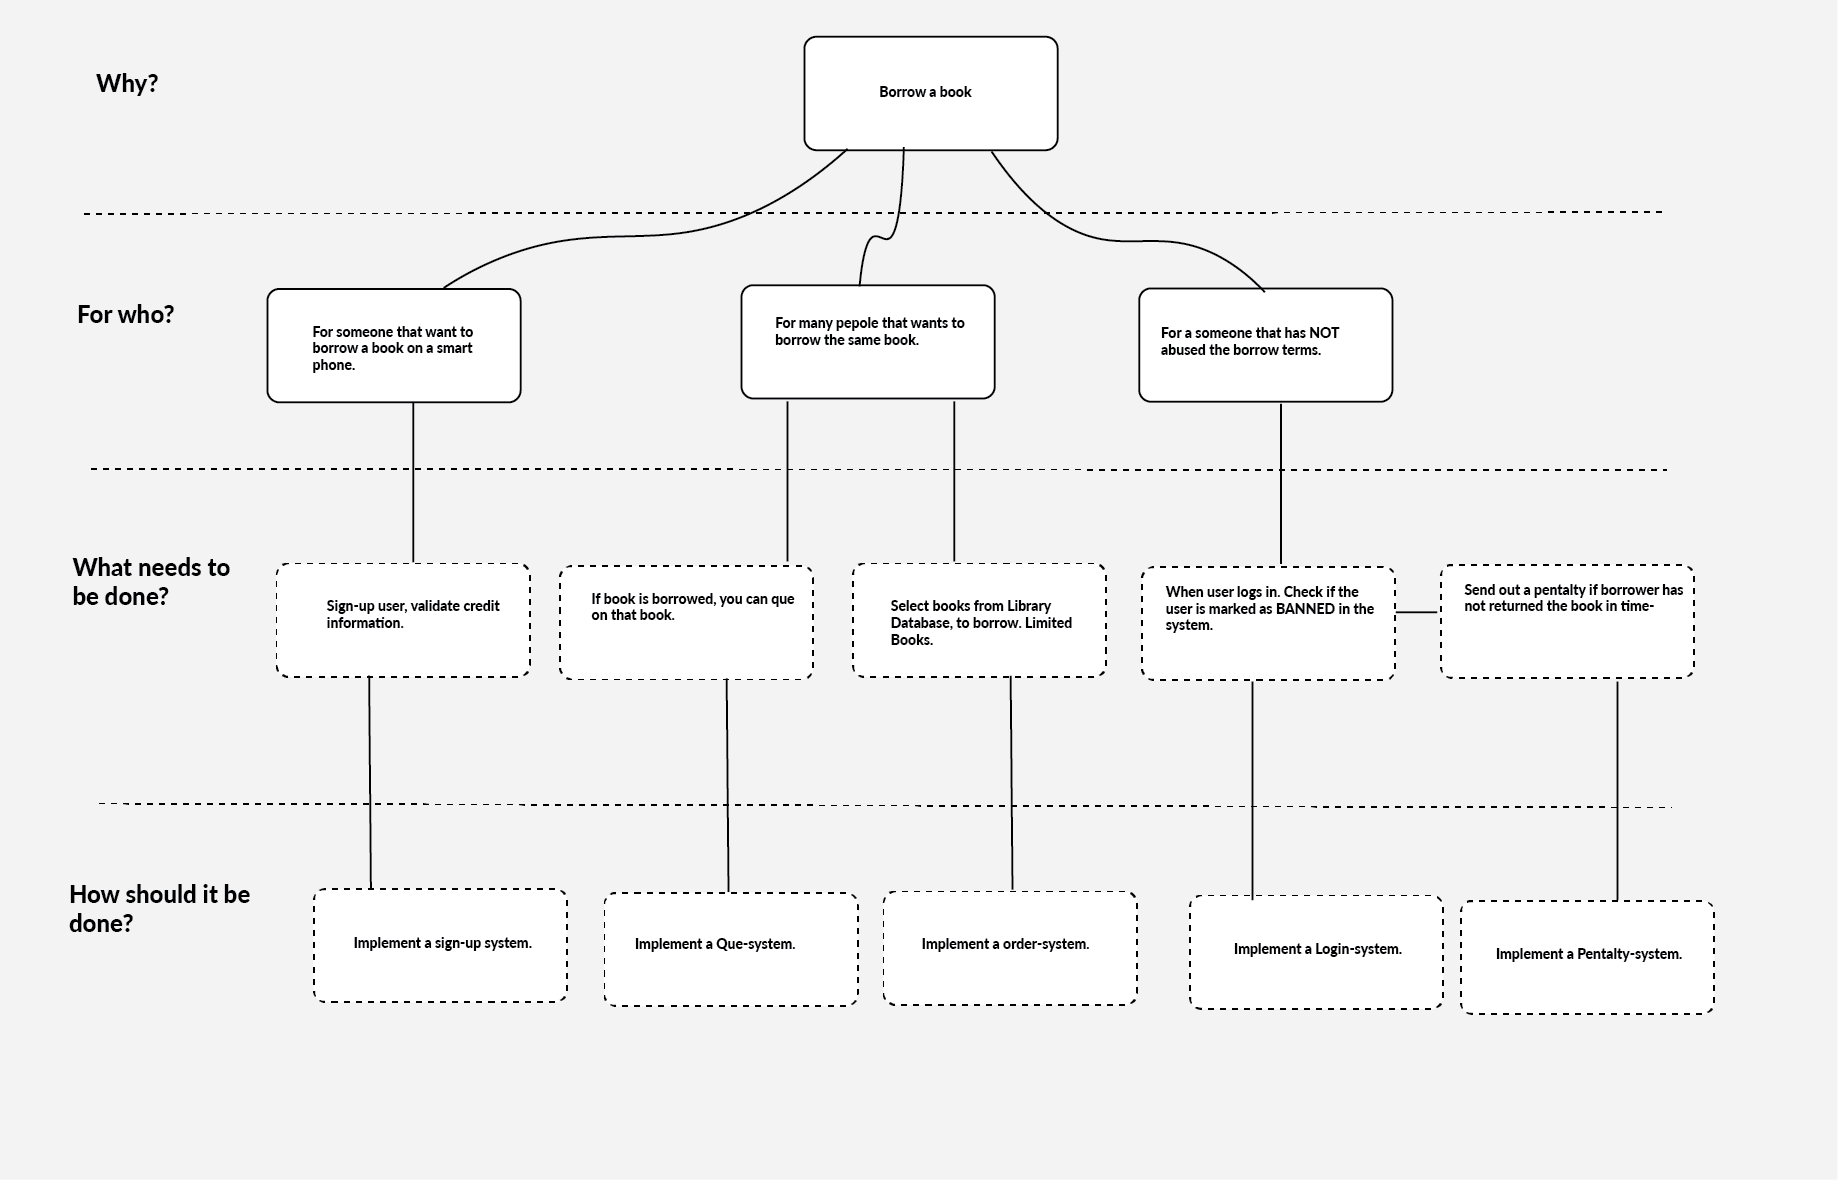 Why?
Borrow a book
For who?
For someone that want to
borrow a book on a smart
phone.
For many pepole that wants to
borrow the same book.
For a someone that has NOT
abused the borrow terms.
What needs to
be done?
Sign-up user, validate credit
information.
If book is borrowed, you can que
on that book.
Select books from Library
Database, to borrow. Limited
Books.
When user logs in. Check if the
user is marked as BANNED in the
system.
Send out a pentalty if borrower has
not returned the book in time-
How should it be
done?
Implement a sign-up system.
Implement a Que-system.
Implement a order-system.
Implement a Login-system.
Implement a Pentalty-system.